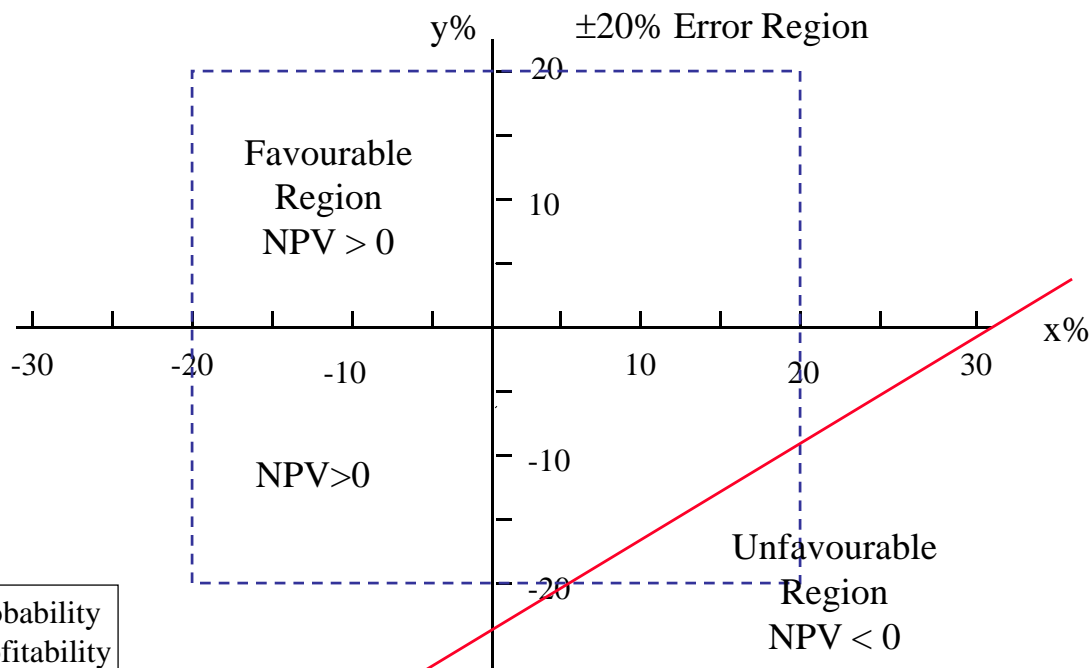 y%
±20% Error Region
20
Favourable
Region
NPV > 0
10
x%
-30
-20
-10
10
20
30
-10
NPV>0
Unfavourable
-20
Region
NPV < 0